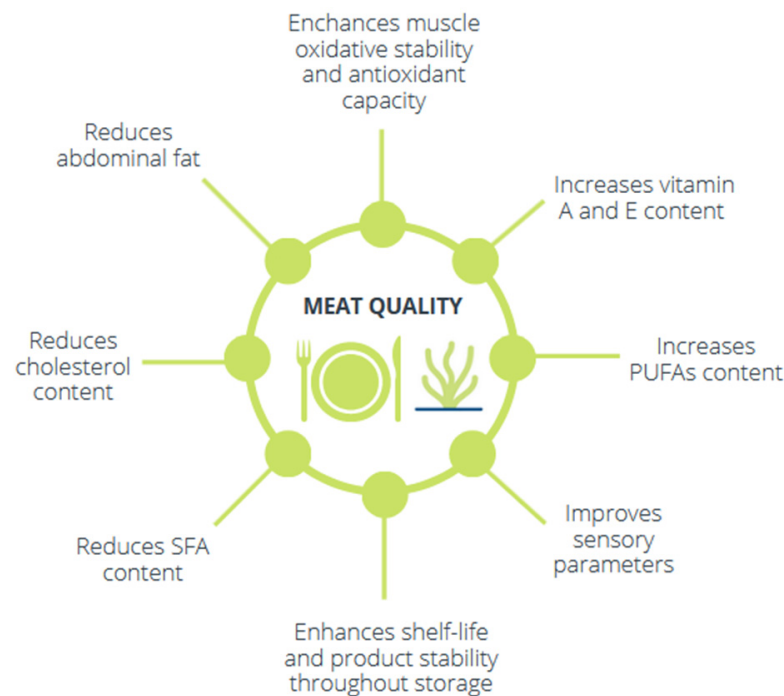 Enchances muscle
oxidative stability
and antioxidant
capacity
Reduces
abdominal fat
Increases vitamin
A and E content
MEAT QUALITY
Reduces
cholesterol
content
Increases
PUFAs content
Reduces SFA
content
Improves
sensory
parameters
Enhances shelf-life
and product stability
throughout storage